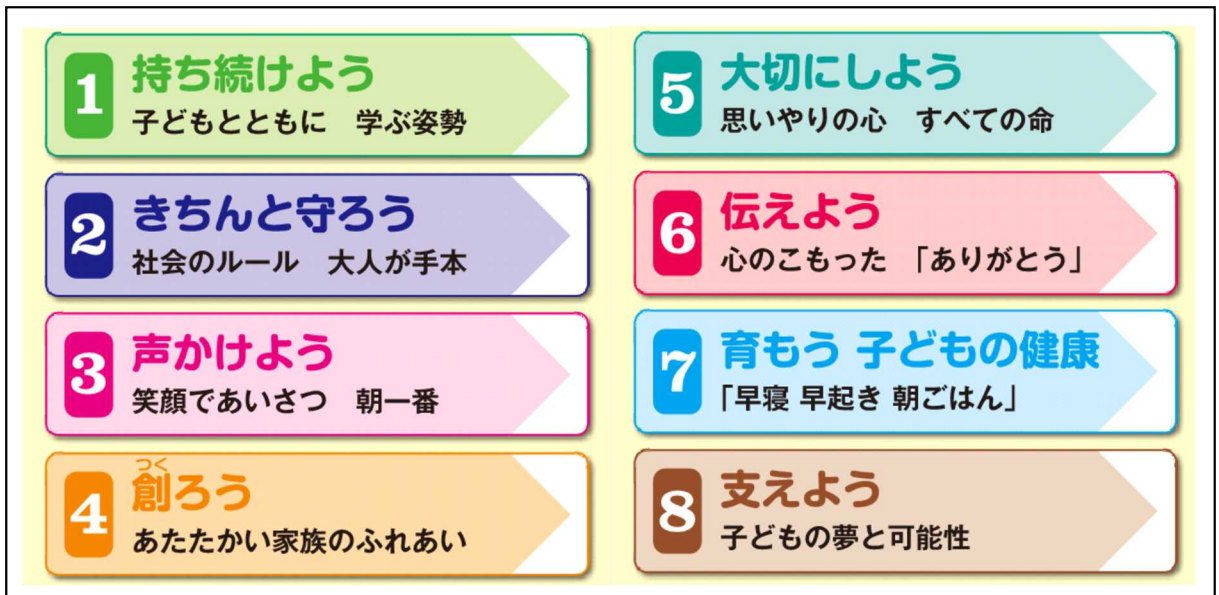 1 持ち続けよう
子どもとともに 学ぶ姿勢
2 きちんと守ろう
社会のルール 大人が手本
3 声かけよう
笑顔であいさつ 朝一番
つく
4 創ろう
あたたかい家族のふれあい
5 大切にしよう
思いやりの心 すべての命
6 伝えよう
心のこもった 「ありがとう」
7 育もう 子どもの健康
「早寝 早起き 朝ごはん」
8 支えよう
子どもの夢と可能性